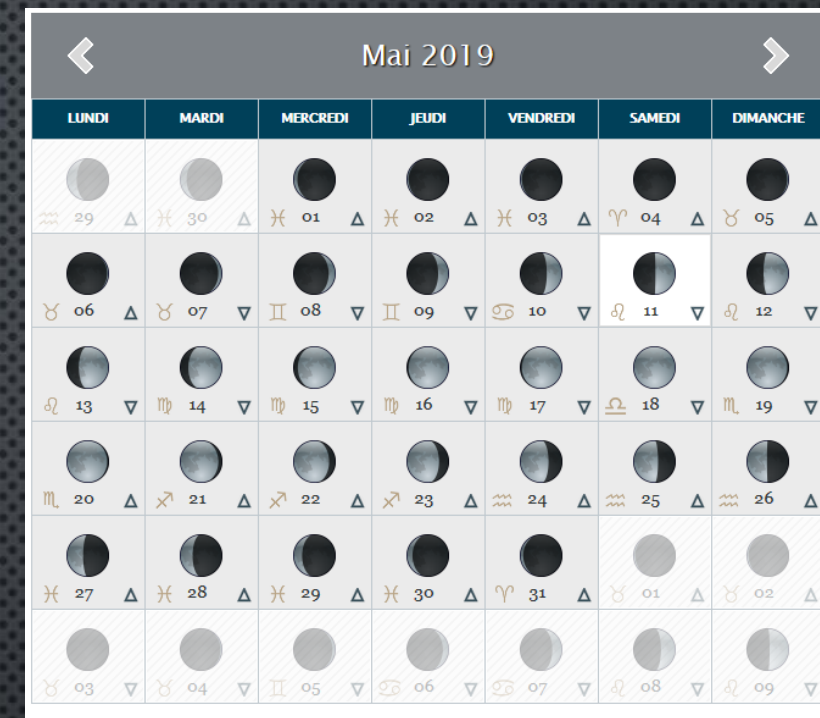 Mai 2019
LUNDI MARDI MERCREDI JEUDI VENDREDI SAMEDI DIMANCHE
♒ 29 △ ♓ 30 △ ♓ 01 △ ♓ 02 △ ♓ 03 △ ♈ 04 △ ♉ 05 △
♉ 06 △ ♉ 07 ▽ ♊ 08 ▽ ♊ 09 ▽ ♋ 10 ▽ ♌ 11 ▽ ♌ 12 ▽
♌ 13 ▽ ♍ 14 ▽ ♍ 15 ▽ ♍ 16 ▽ ♍ 17 ▽ ♎ 18 ▽ ♏ 19 ▽
♏ 20 △ ♐ 21 △ ♐ 22 △ ♐ 23 △ ♒ 24 △ ♒ 25 △ ♒ 26 △
♓ 27 △ ♓ 28 △ ♓ 29 △ ♓ 30 △ ♈ 31 △ ♉ 01 △ ♉ 02 △
♉ 03 ▽ ♉ 04 ▽ ♊ 05 ▽ ♋ 06 ▽ ♋ 07 ▽ ♌ 08 ▽ ♌ 09 ▽